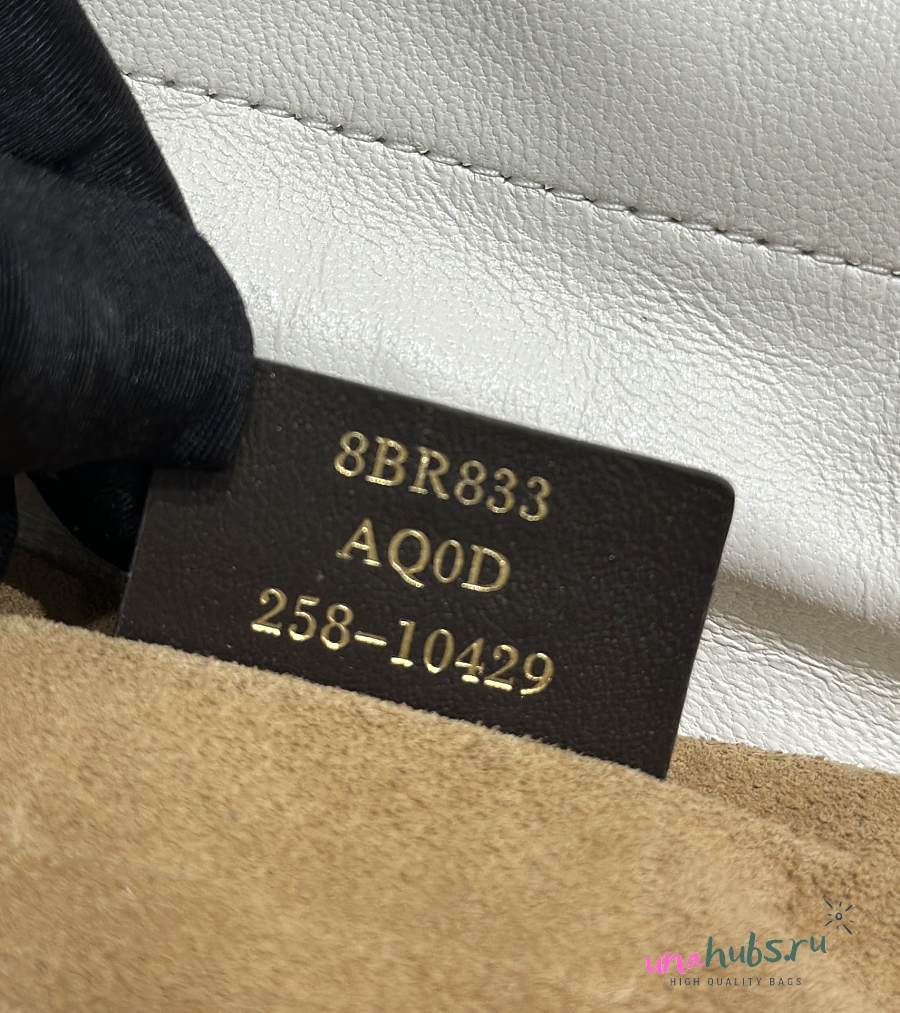 8BR833
AQ0D
258-10429
unahubs.ru
HIGH QUALITY BAGS